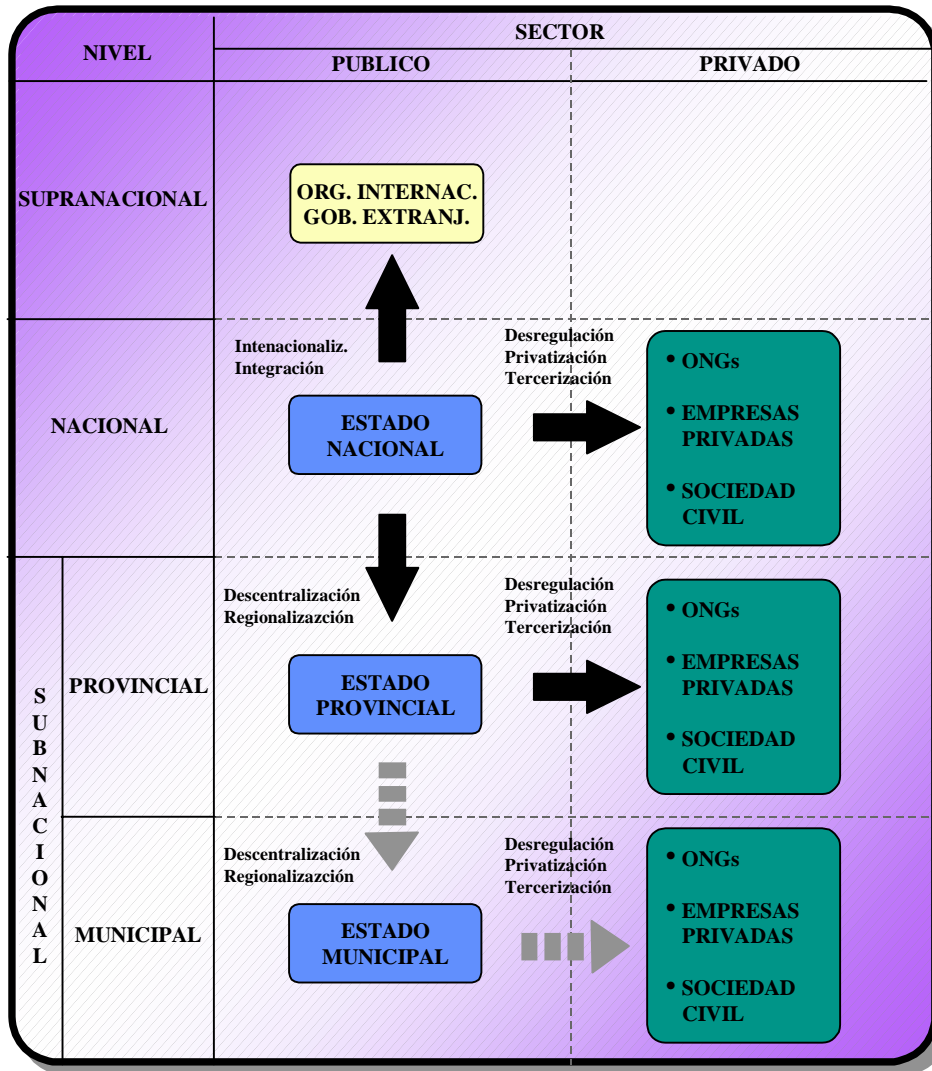 NIVEL
SECTOR
PUBLICO
PRIVADO
SUPRANACIONAL
ORG. INTERNAC.
GOB. EXTRANJ.
NACIONAL
Intenacionaliz.
Integración
Desregulación
Privatización
Tercerización
ESTADO
NACIONAL
• ONGs
• EMPRESAS
PRIVADAS
• SOCIEDAD
CIVIL
SUBNACIONAL
PROVINCIAL
Descentralización
Regionalizazción
Desregulación
Privatización
Tercerización
ESTADO
PROVINCIAL
• ONGs
• EMPRESAS
PRIVADAS
• SOCIEDAD
CIVIL
MUNICIPAL
Descentralización
Regionalizazción
Desregulación
Privatización
Tercerización
ESTADO
MUNICIPAL
• ONGs
• EMPRESAS
PRIVADAS
• SOCIEDAD
CIVIL